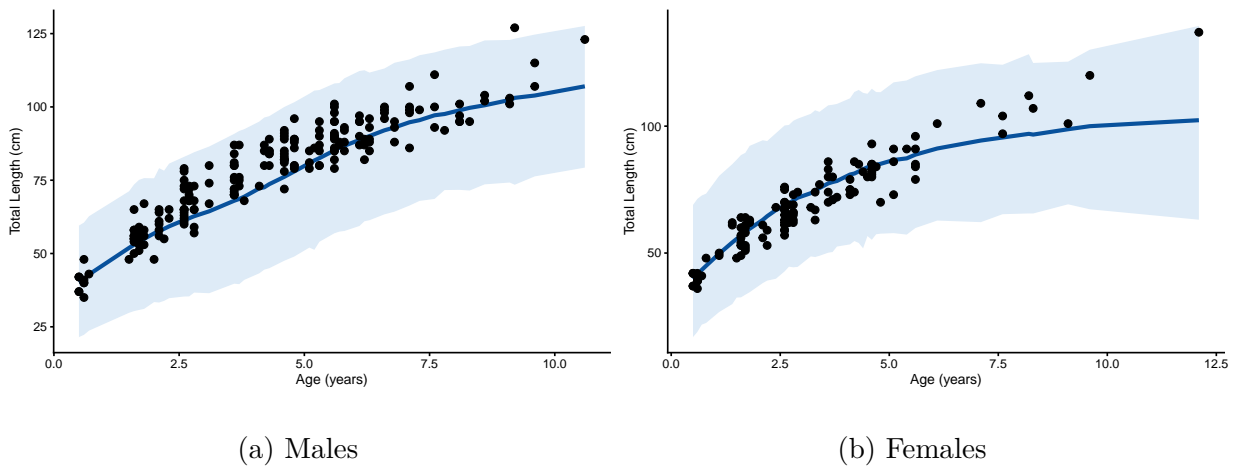 125
100
75
50
25
Total Length (cm)
0.0 2.5 5.0 7.5 10.0
Age (years)
(a) Males
100
50
Total Length (cm)
0.0 2.5 5.0 7.5 10.0 12.5
Age (years)
(b) Females